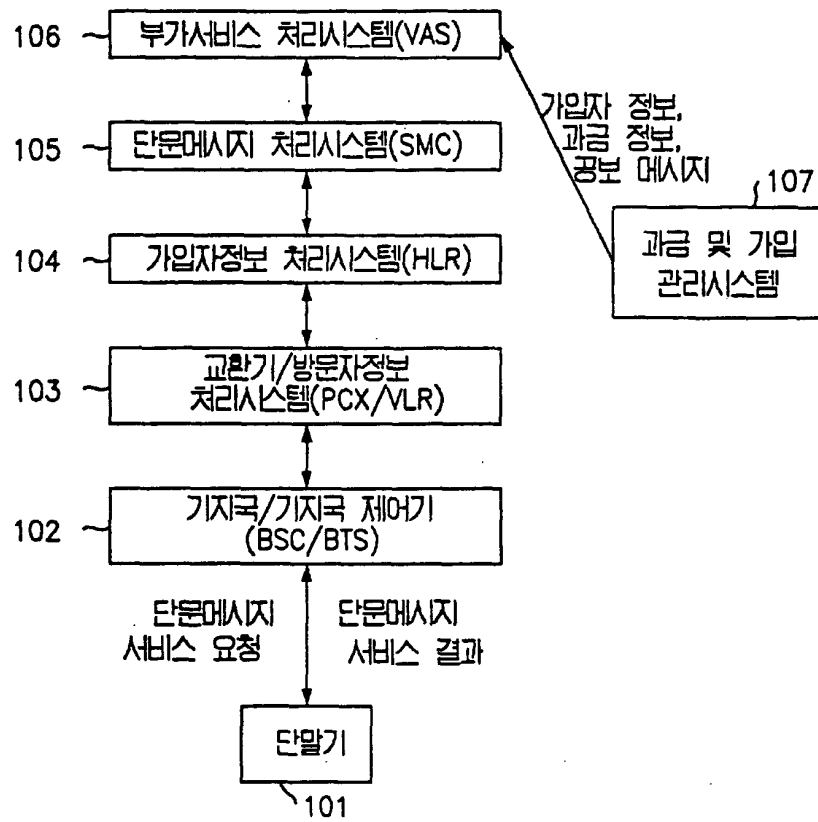 106
부가서비스 처리시스템(VAS)
105
단문메시지 처리시스템(SMC)
가입자 정보,
과금 정보,
공보 메시지
107
과금 및 가입
관리시스템
104
가입자정보 처리시스템(HLR)
103
교환기/방문자정보
처리시스템(PCX/VLR)
102
기지국/기지국 제어기
(BSC/BTS)
단문메시지
서비스 요청
단문메시지
서비스 결과
단말기
101